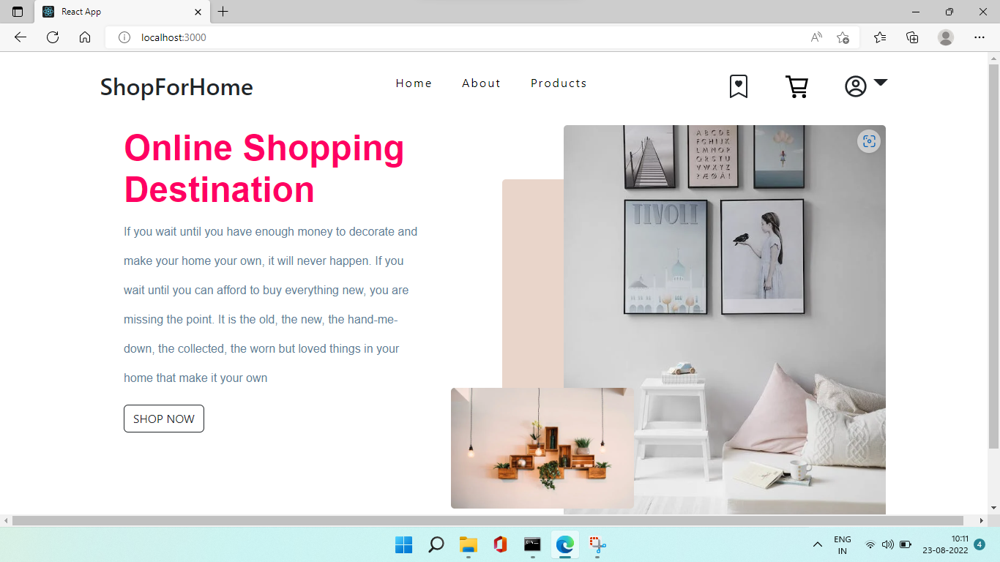 React App
localhost:3000
ShopForHome
Home
About
Products
Online Shopping
Destination
If you wait until you have enough money to decorate and
make your home your own, it will never happen. If you
wait until you can afford to buy everything new, you are
missing the point. It is the old, the new, the hand-me-
down, the collected, the worn but loved things in your
home that make it your own
SHOP NOW
A B C D E
F G H I J K
L M N O P
Q R S T U
V W X Y Z
? Æ Ø Å !
TIVOLI
ENG
IN
10:11
23-08-2022
4